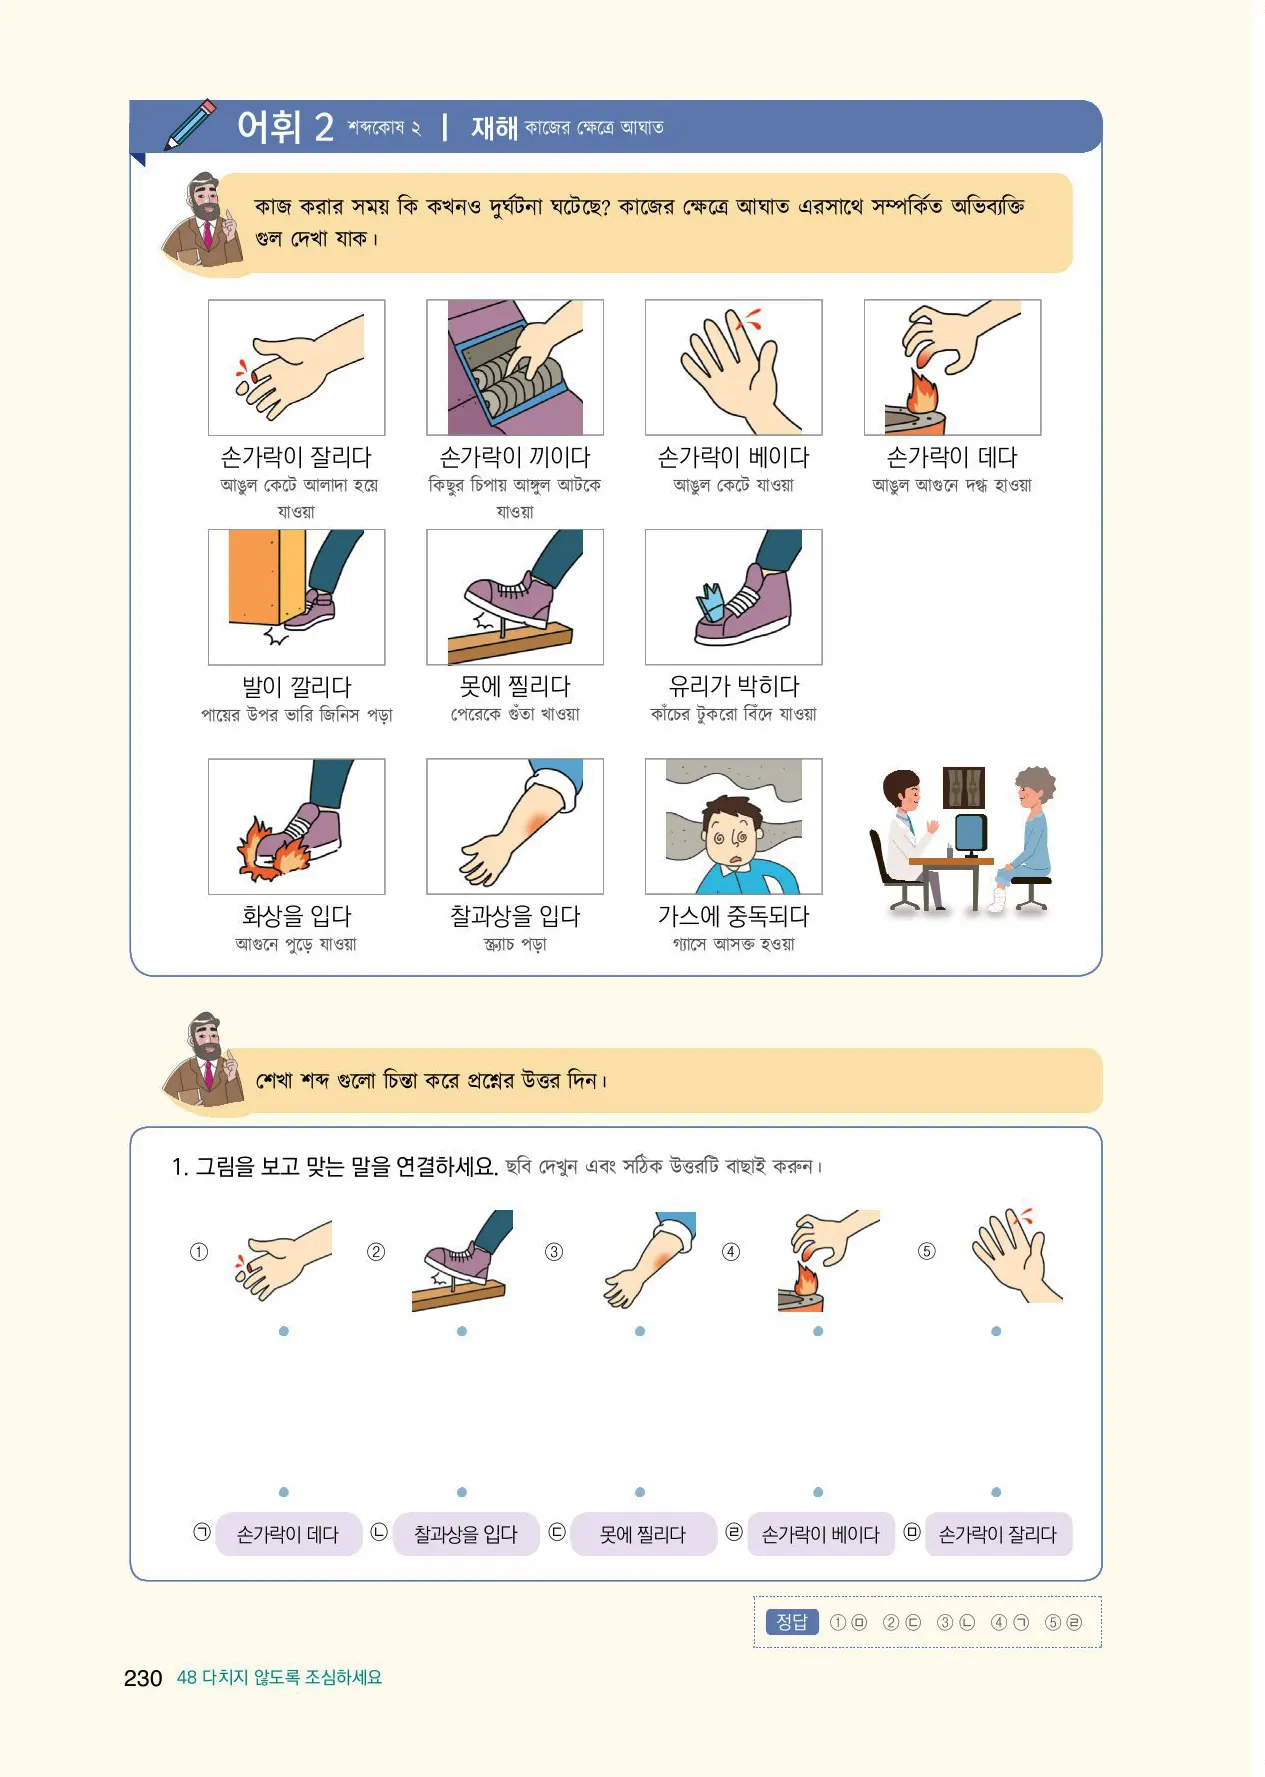 어휘 2 শব্দকোষ ২ | 재해 কাজের ক্ষেত্রে আঘাত
কাজ করার সময় কি কখনও দুর্ঘটনা ঘটেছে? কাজের ক্ষেত্রে আঘাত এরসাথে সম্পর্কিত অভিব্যক্তি
গুল দেখা যাক।
손가락이 잘리다
আঙুল কেটে আলাদা হয়ে
যাওয়া
손가락이 끼이다
কিছুর চিপায় আঙ্গুল আটকে
যাওয়া
손가락이 베이다
আঙুল কেটে যাওয়া
손가락이 데다
আঙুল আগুনে দগ্ধ হাওয়া
발이 깔리다
পায়ের উপর ভারি জিনিস পড়া
못에 찔리다
পেরেকে গুঁতা খাওয়া
유리가 박히다
কাঁচের টুকরো বিঁদে যাওয়া
화상을 입다
আগুনে পুড়ে যাওয়া
찰과상을 입다
স্ক্র্যাচ পড়া
가스에 중독되다
গ্যাসে আসক্ত হওয়া
শেখা শব্দ গুলো চিন্তা করে প্রশ্নের উত্তর দিন।
1. 그림을 보고 맞는 말을 연결하세요. ছবি দেখুন এবং সঠিক উত্তরটি বাছাই করুন।
① ② ③ ④ ⑤
㉠ 손가락이 데다 ㉡ 찰과상을 입다 ㉢ 못에 찔리다 ㉣ 손가락이 베이다 ㉤ 손가락이 잘리다
정답 ① ㉤ ② ㉢ ③ ㉡ ④ ㉠ ⑤ ㉣
230 48 다치지 않도록 조심하세요